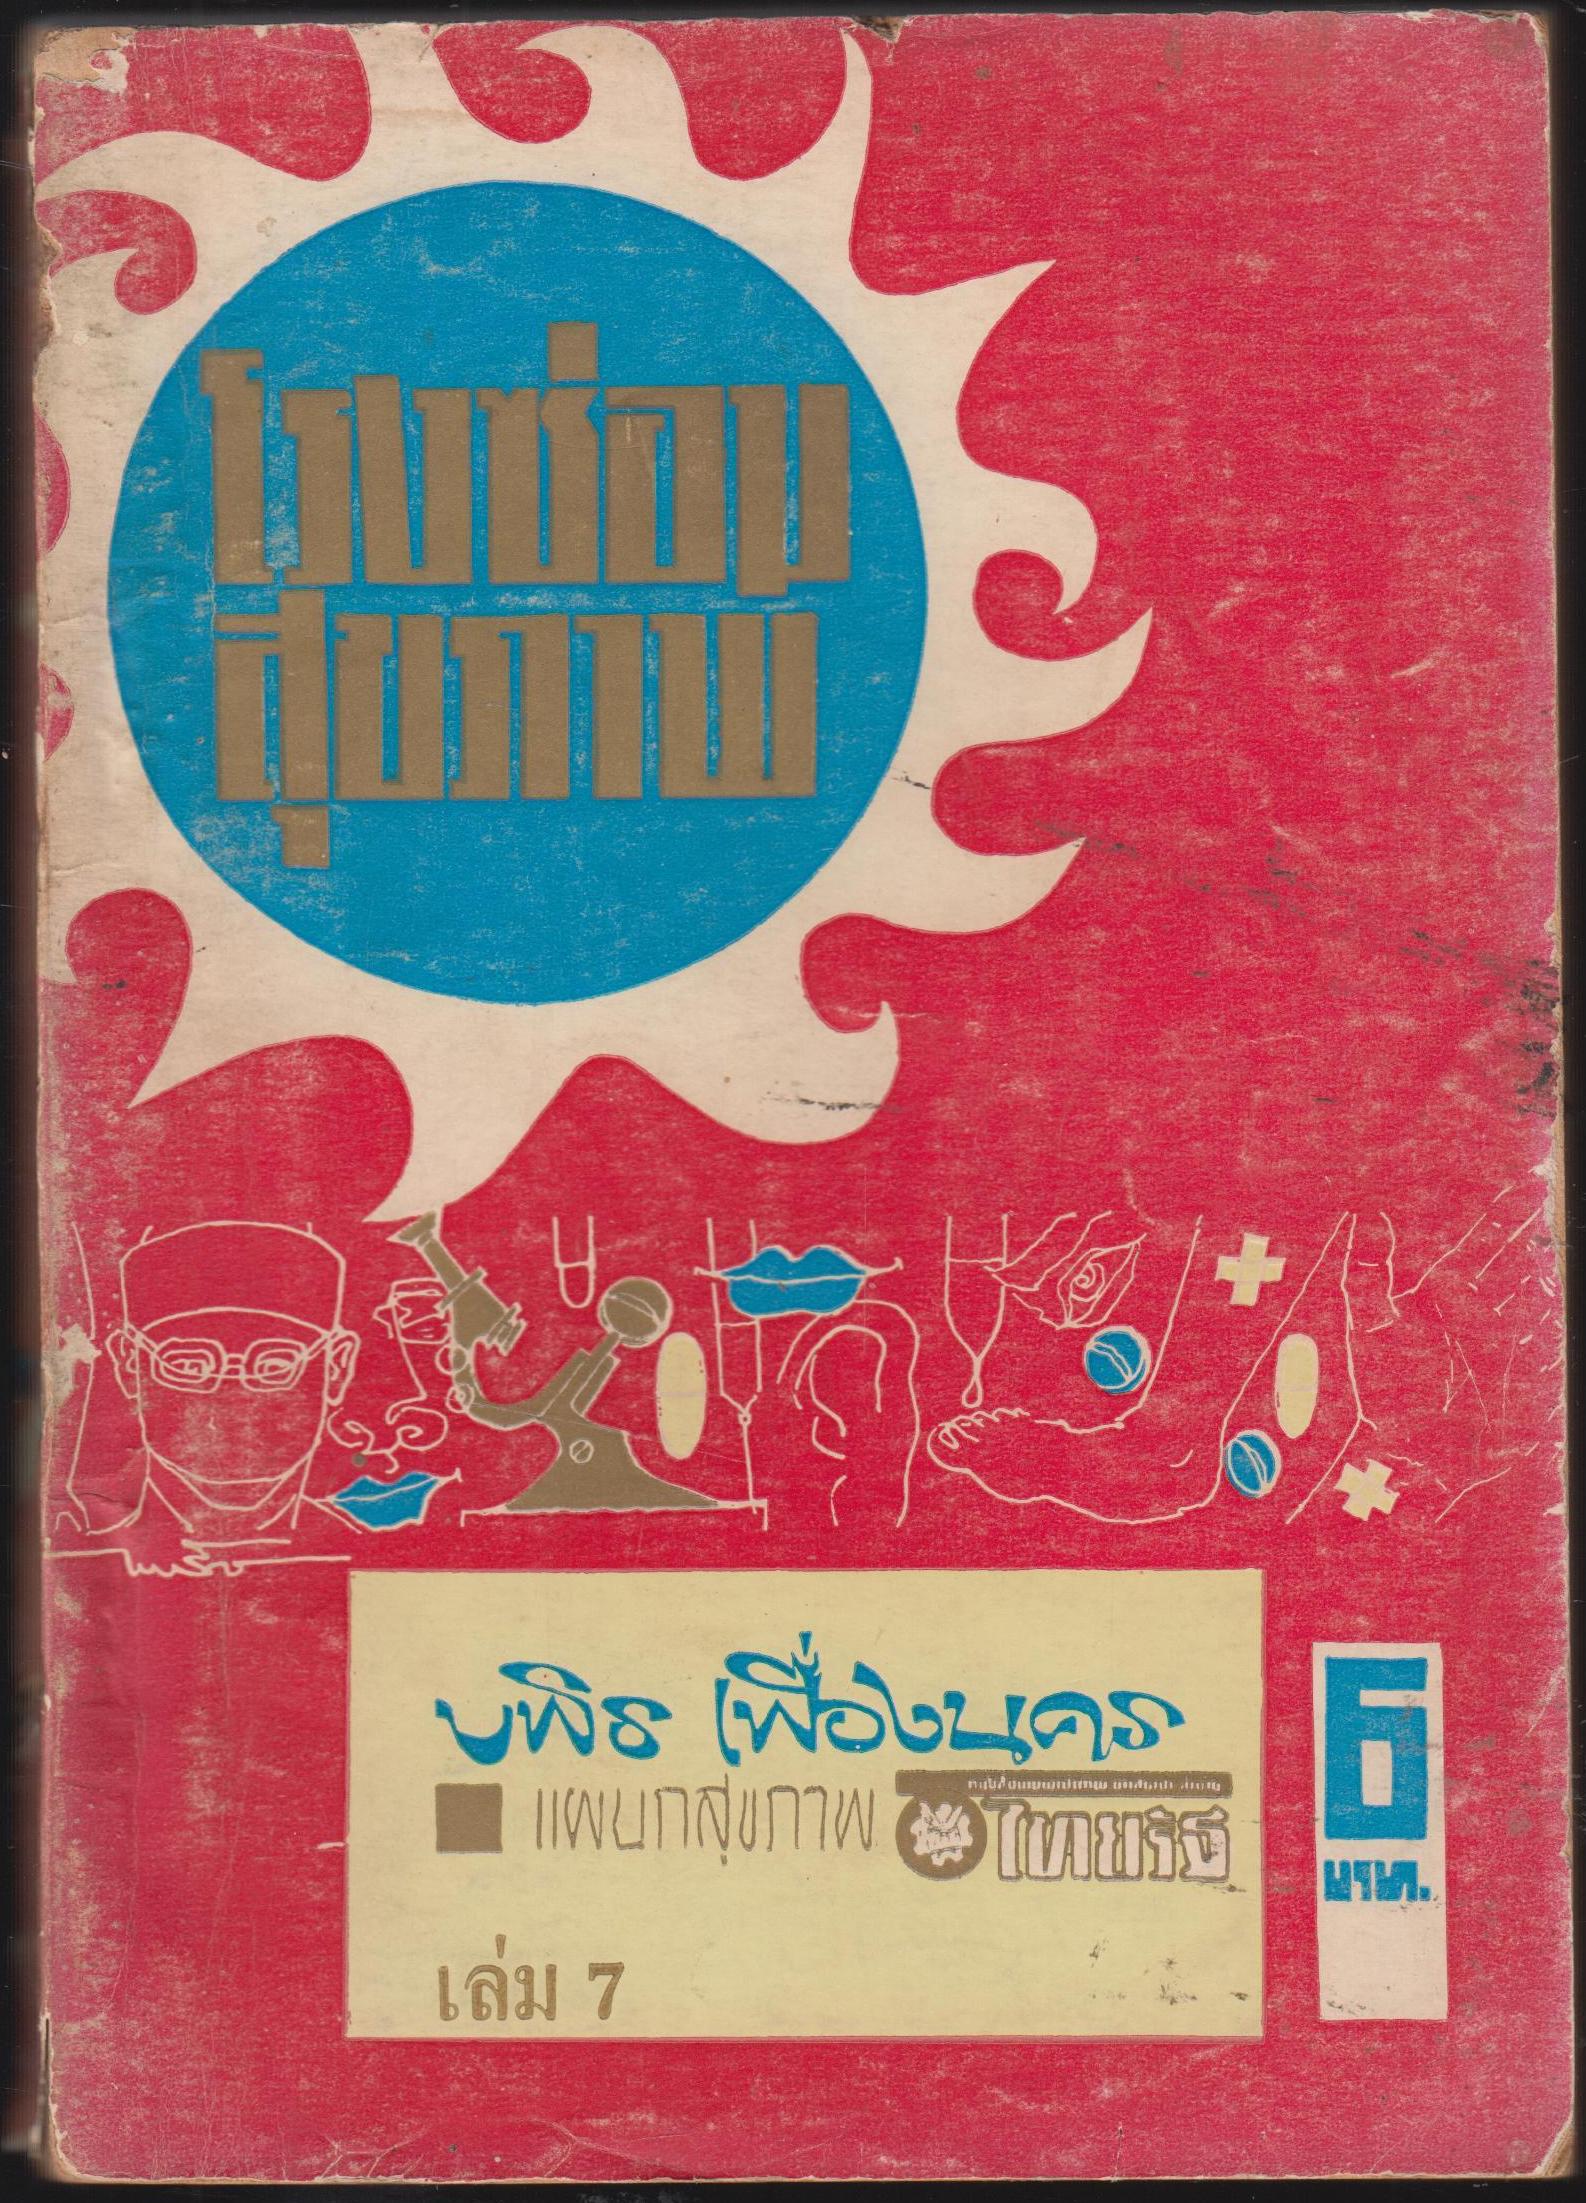 โรงซ่อม
สุขภาพ
บพิธ เฟื่องนคร
แผนกสุขภาพ
ไทยรัฐ
เล่ม 7
6
บาท.